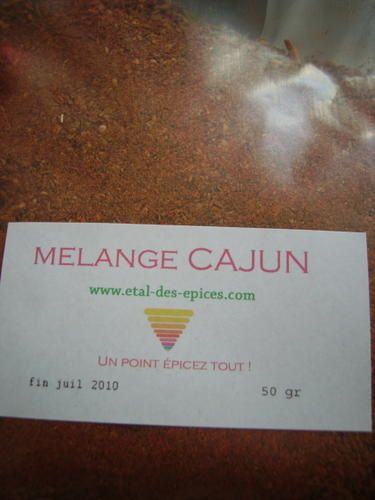 MELANGE CAJUN
www.etal-des-epices.com
UN POINT ÉPICEZ TOUT !
fin juil 2010 50 gr